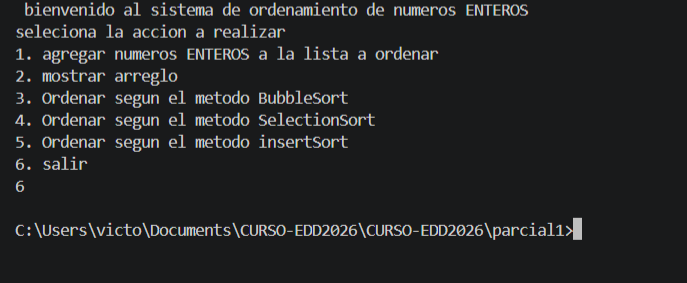 bienvenido al sistema de ordenamiento de numeros ENTEROS
seleciona la accion a realizar
1. agregar numeros ENTEROS a la lista a ordenar
2. mostrar arreglo
3. Ordenar segun el metodo BubbleSort
4. Ordenar segun el metodo SelectionSort
5. Ordenar segun el metodo insertSort
6. salir
6
C:\Users\victo\Documents\CURSO-EDD2026\CURSO-EDD2026\parcial1>